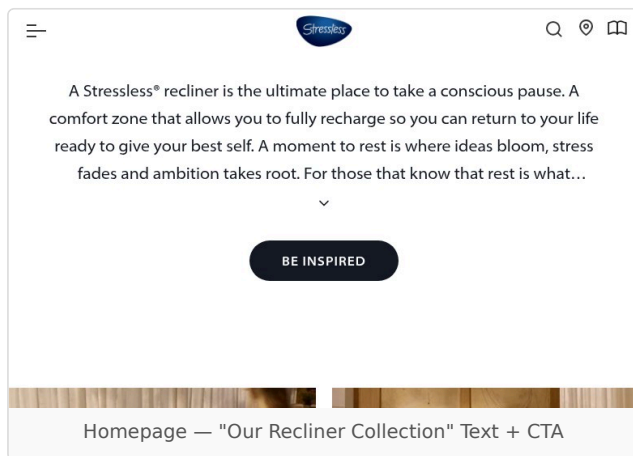 Stressless
A Stressless® recliner is the ultimate place to take a conscious pause. A
comfort zone that allows you to fully recharge so you can return to your life
ready to give your best self. A moment to rest is where ideas bloom, stress
fades and ambition takes root. For those that know that rest is what...
BE INSPIRED
Homepage — "Our Recliner Collection" Text + CTA